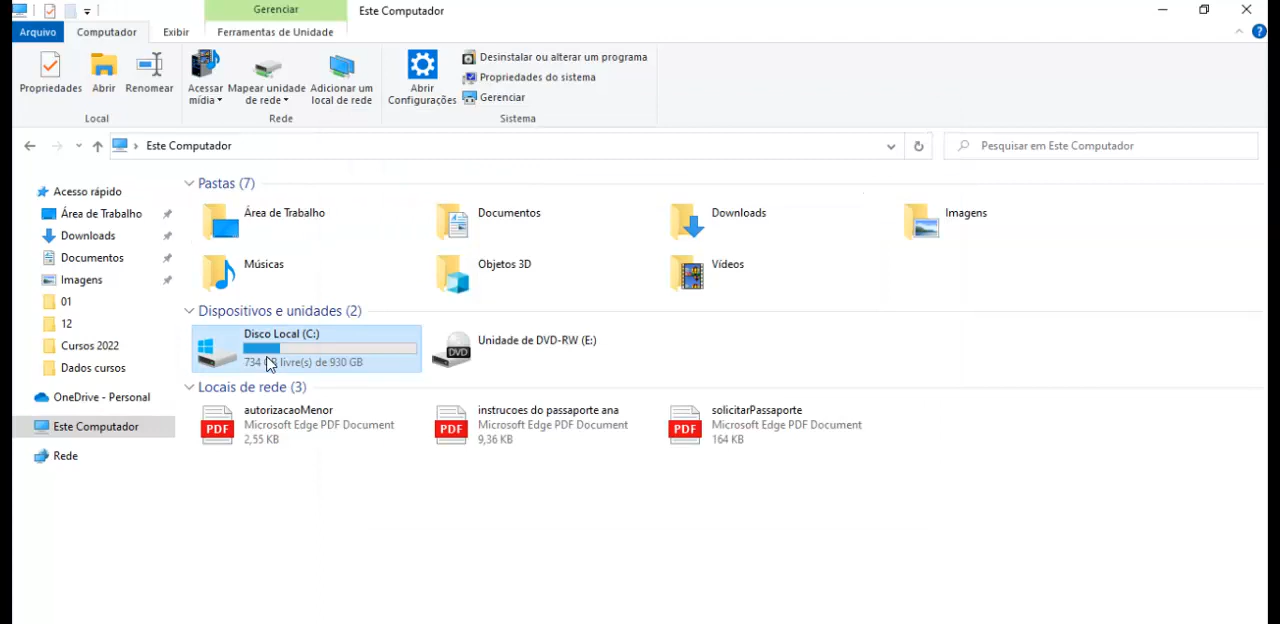 Gerenciar
Este Computador
Arquivo
Computador
Exibir
Ferramentas de Unidade
Propriedades
Abrir
Renomear
Acessar
mídia
Mapear unidade
de rede
Adicionar um
local de rede
Abrir
Configurações
Desinstalar ou alterar um programa
Propriedades do sistema
Gerenciar
Local
Rede
Sistema
Este Computador
Pesquisar em Este Computador
Acesso rápido
Área de Trabalho
Downloads
Documentos
Imagens
01
12
Cursos 2022
Dados cursos
OneDrive - Personal
Este Computador
Rede
Pastas (7)
Área de Trabalho
Documentos
Downloads
Imagens
Músicas
Objetos 3D
Vídeos
Dispositivos e unidades (2)
Disco Local (C:)
734 GB livre(s) de 930 GB
DVD
Unidade de DVD-RW (E:)
Locais de rede (3)
PDF
autorizacaoMenor
Microsoft Edge PDF Document
2,55 KB
PDF
instrucoes do passaporte ana
Microsoft Edge PDF Document
9,36 KB
PDF
solicitarPassaporte
Microsoft Edge PDF Document
164 KB